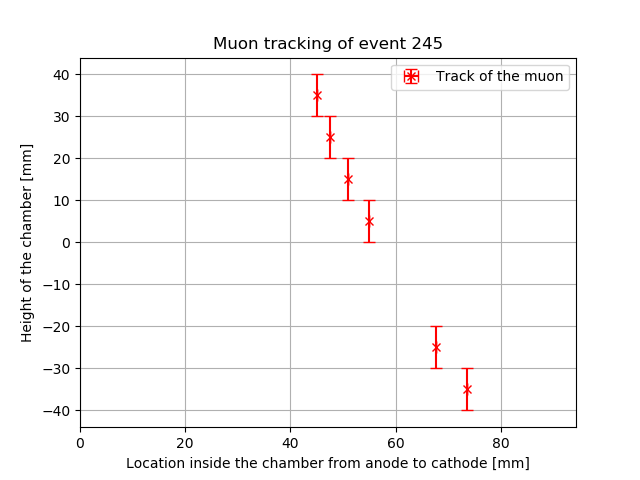 Muon tracking of event 245
Track of the muon
Height of the chamber [mm]
40
30
20
10
0
−10
−20
−30
−40
0 20 40 60 80
Location inside the chamber from anode to cathode [mm]